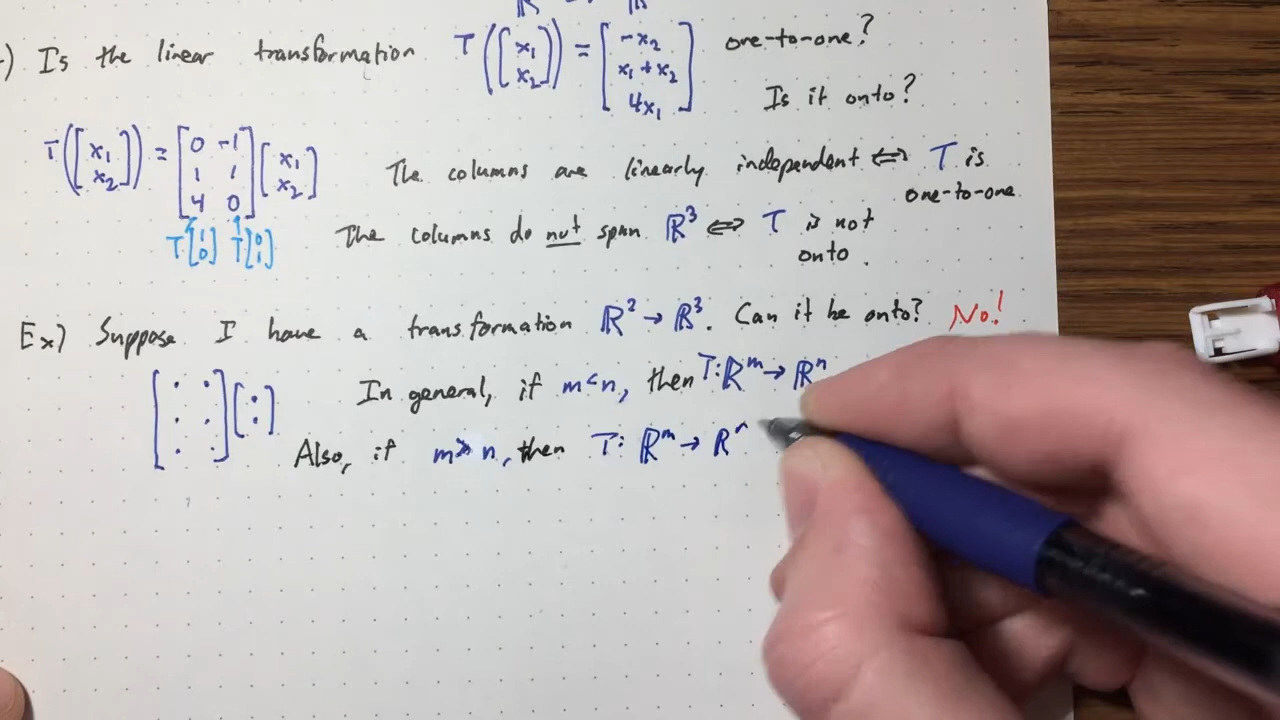 ℝ → ℝ
) Is the linear transformation T([x₁ x₂]) = [-x₂ x₁+x₂ 4x₁] one-to-one?
Is it onto?
T([x₁ x₂]) = [0 -1 1 1 4 0] [x₁ x₂] The columns are linearly independent ⇔ T is one-to-one.
T[1 0] T[0 1] The columns do not span ℝ³ ⇔ T is not onto.
Ex) Suppose I have a transformation ℝ² → ℝ³. Can it be onto? No!
[: :] [:] In general, if m<n, then T: ℝᵐ → ℝⁿ
Also, if m > n, then T: ℝᵐ → ℝⁿ